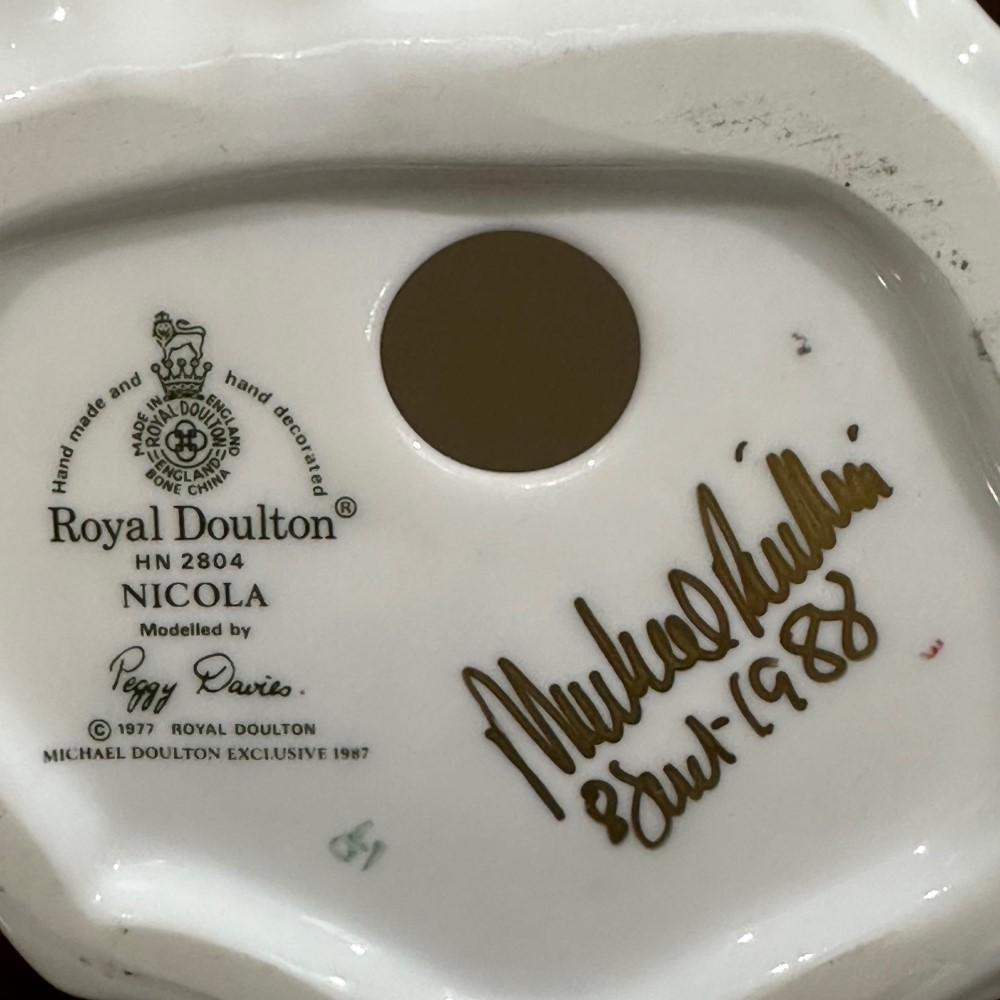 Hand made and hand decorated
MADE IN ENGLAND
ROYAL DOULTON
ENGLAND
BONE CHINA
Royal Doulton®
HN 2804
NICOLA
Modelled by
Peggy Davies.
© 1977 ROYAL DOULTON
MICHAEL DOULTON EXCLUSIVE 1987
Michael Doulton
8 Sept-1988